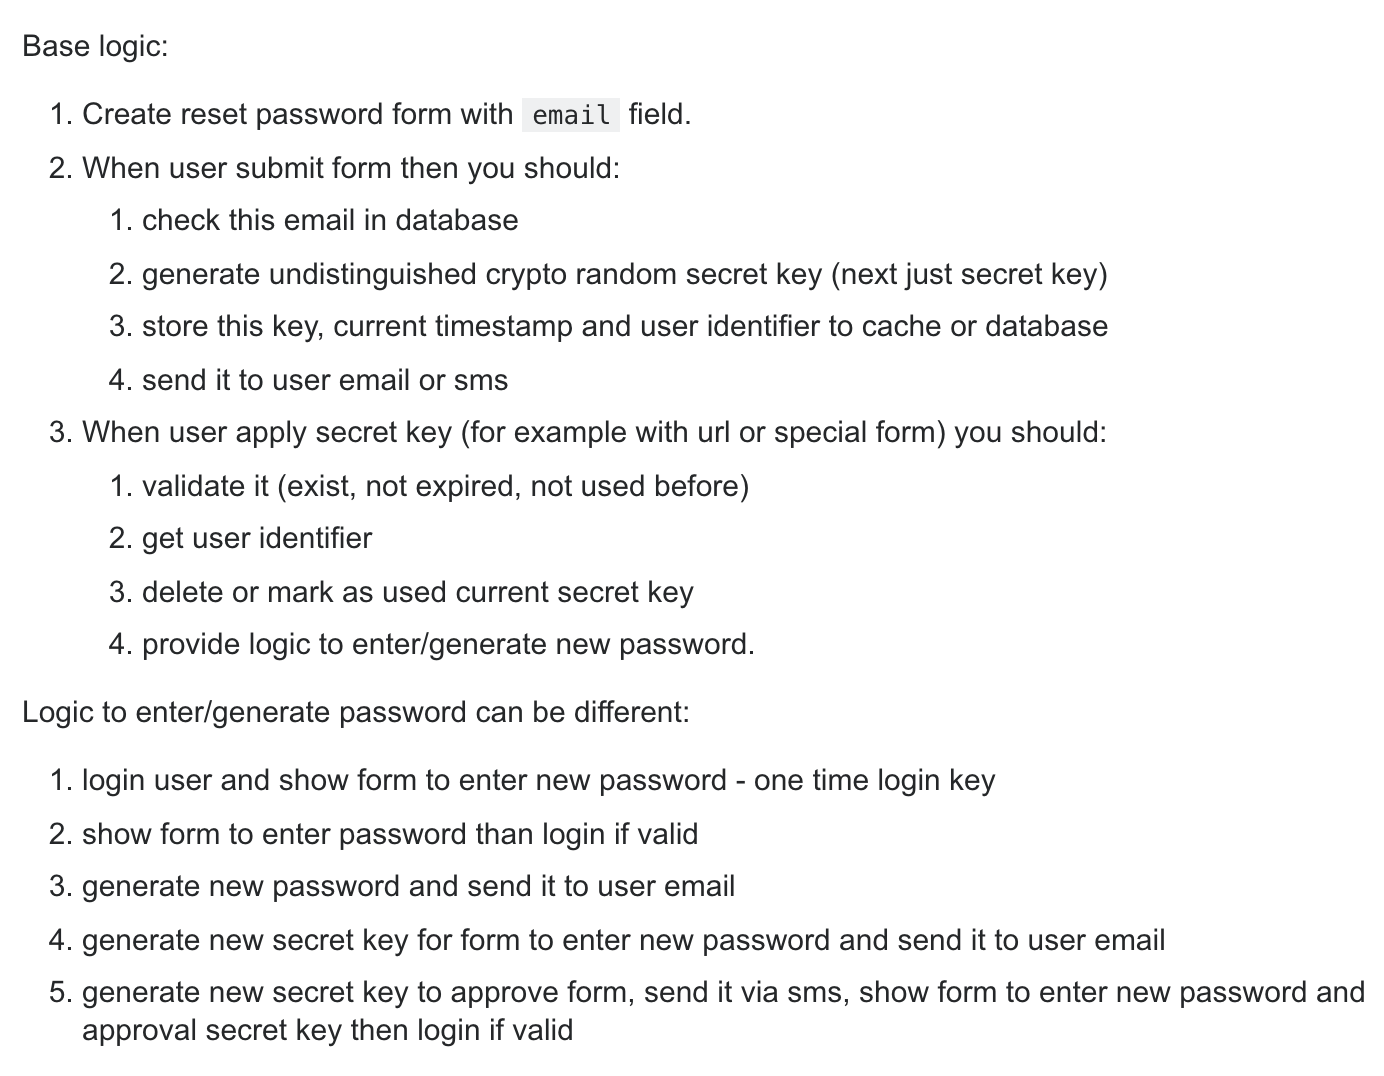 Base logic:
1. Create reset password form with email field.
2. When user submit form then you should:
1. check this email in database
2. generate undistinguished crypto random secret key (next just secret key)
3. store this key, current timestamp and user identifier to cache or database
4. send it to user email or sms
3. When user apply secret key (for example with url or special form) you should:
1. validate it (exist, not expired, not used before)
2. get user identifier
3. delete or mark as used current secret key
4. provide logic to enter/generate new password.
Logic to enter/generate password can be different:
1. login user and show form to enter new password - one time login key
2. show form to enter password than login if valid
3. generate new password and send it to user email
4. generate new secret key for form to enter new password and send it to user email
5. generate new secret key to approve form, send it via sms, show form to enter new password and
approval secret key then login if valid